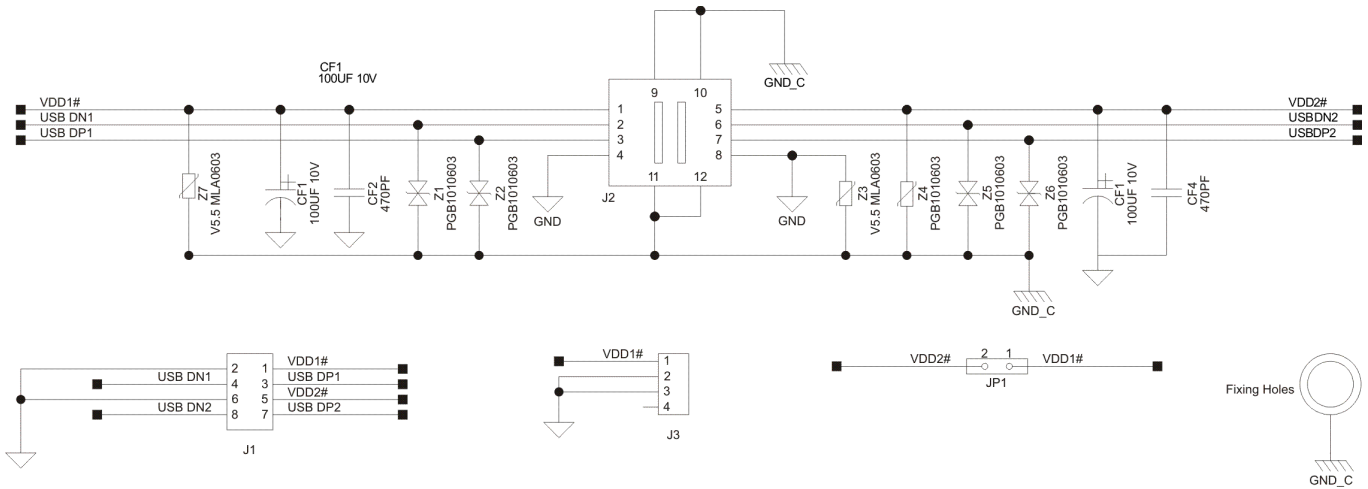 CF1
100UF 10V
GND_C
VDD1#
USB DN1
USB DP1
9 10
1 5
2 6
3 7
4 8
11 12
J2
VDD2#
USBDN2
USBDP2
Z7
V5.5 MLA0603
CF1
100UF 10V
CF2
470PF
Z1
PGB1010603
Z2
PGB1010603
GND
GND
Z3
V5.5 MLA0603
Z4
PGB1010603
Z5
PGB1010603
Z6
PGB1010603
CF1
100UF 10V
CF4
470PF
GND_C
2 1 VDD1#
USB DN1 4 3 USB DP1
6 5 VDD2#
USB DN2 8 7 USB DP2
J1
VDD1# 1
2
3
4
J3
VDD2# 2 1 VDD1#
JP1
Fixing Holes
GND_C